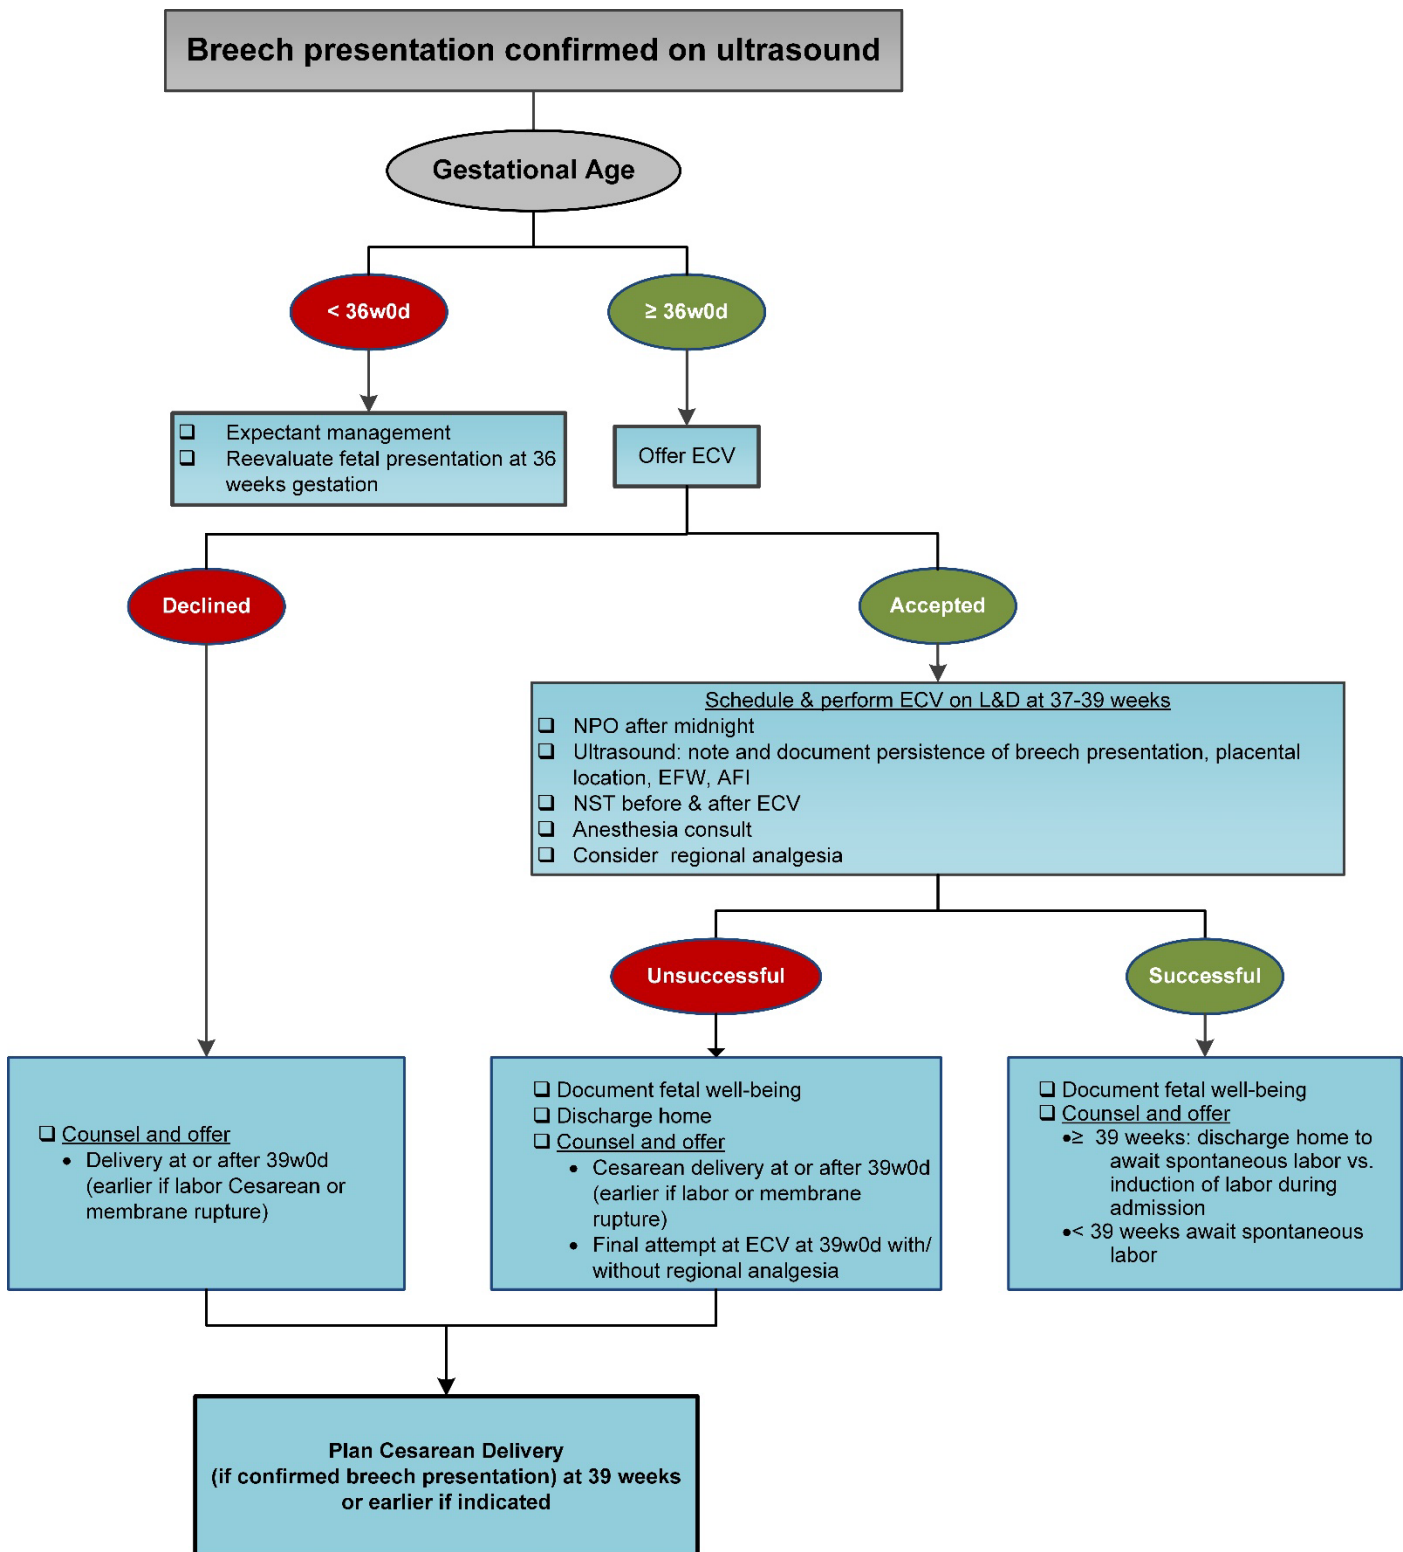 Breech presentation confirmed on ultrasound
Gestational Age
< 36w0d
≥ 36w0d
❑ Expectant management
❑ Reevaluate fetal presentation at 36
weeks gestation
Offer ECV
Declined
Accepted
Schedule & perform ECV on L&D at 37-39 weeks
❑ NPO after midnight
❑ Ultrasound: note and document persistence of breech presentation, placental
location, EFW, AFI
❑ NST before & after ECV
❑ Anesthesia consult
❑ Consider regional analgesia
Unsuccessful
Successful
❑ Counsel and offer
• Delivery at or after 39w0d
(earlier if labor Cesarean or
membrane rupture)
❑ Document fetal well-being
❑ Discharge home
❑ Counsel and offer
• Cesarean delivery at or after 39w0d
(earlier if labor or membrane
rupture)
• Final attempt at ECV at 39w0d with/
without regional analgesia
❑ Document fetal well-being
❑ Counsel and offer
•≥ 39 weeks: discharge home to
await spontaneous labor vs.
induction of labor during
admission
•< 39 weeks await spontaneous
labor
Plan Cesarean Delivery
(if confirmed breech presentation) at 39 weeks
or earlier if indicated